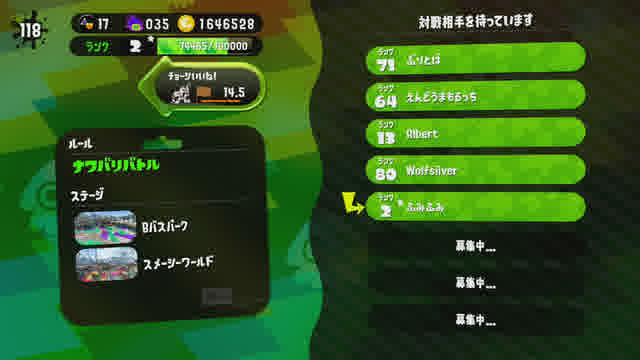 118
17
035
1646528
ランク
2
74465/100000
チョーシいいね!
14.5
ルール
ナワバリバトル
ステージ
Bバスパーク
スメーシーワールド
対戦相手を待っています
ランク
71
ぷりとぱ
ランク
64
えんどうまめるっち
ランク
13
Albert
ランク
80
Wolfsilver
ランク
2
ふみふみ
募集中...
募集中...
募集中...